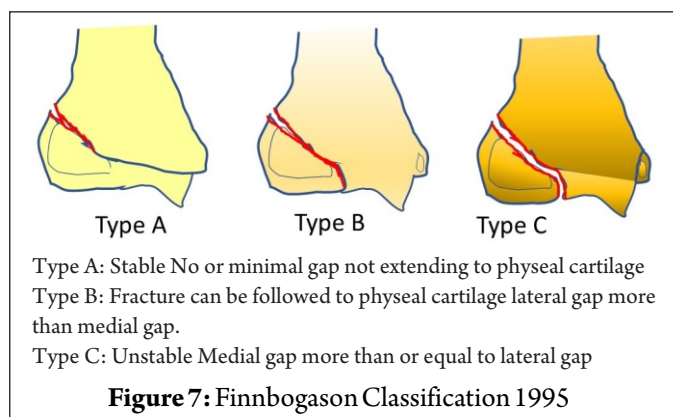 Type A
Type B
Type C
Type A: Stable No or minimal gap not extending to physeal cartilage
Type B: Fracture can be followed to physeal cartilage lateral gap more
than medial gap.
Type C: Unstable Medial gap more than or equal to lateral gap
Figure 7: Finnbogason Classification 1995